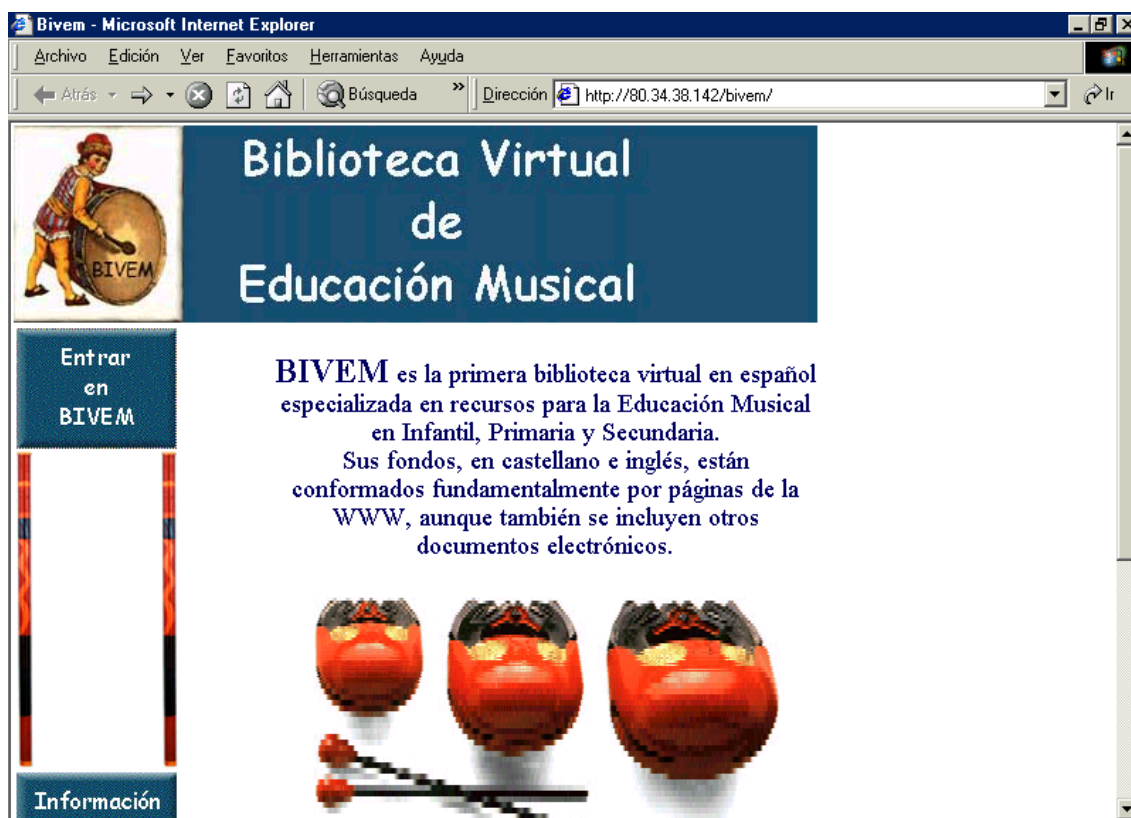 Bivem - Microsoft Internet Explorer
Archivo Edición Ver Favoritos Herramientas Ayuda
Atrás Búsqueda » Dirección http://80.34.38.142/bivem/ Ir
BIVEM
Biblioteca Virtual
de
Educación Musical
Entrar
en
BIVEM
BIVEM es la primera biblioteca virtual en español
especializada en recursos para la Educación Musical
en Infantil, Primaria y Secundaria.
Sus fondos, en castellano e inglés, están
conformados fundamentalmente por páginas de la
WWW, aunque también se incluyen otros
documentos electrónicos.
Información